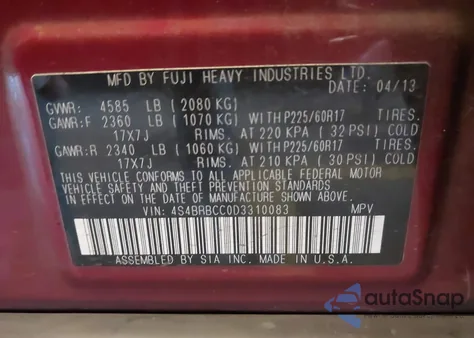 MFD BY FUJI HEAVY INDUSTRIES LTD.
DATE 04/13
GVWR: 4585 LB (2080 KG)
GAWR:F 2360 LB (1070 KG) WITH P225/60R17 TIRES.
17X7J RIMS. AT 220 KPA (32 PSI) COLD
GAWR:R 2340 LB (1060 KG) WITH P225/60R17 TIRES.
17X7J RIMS. AT 210 KPA (30 PSI) COLD
THIS VEHICLE CONFORMS TO ALL APPLICABLE FEDERAL MOTOR
VEHICLE SAFETY AND THEFT PREVENTION STANDARDS
IN EFFECT ON THE DATE OF MANUFACTURE SHOWN ABOVE.
VIN: 4S4BRBCC0D3310083 MPV
ASSEMBLED BY SIA INC. MADE IN U.S.A.
autaSnap